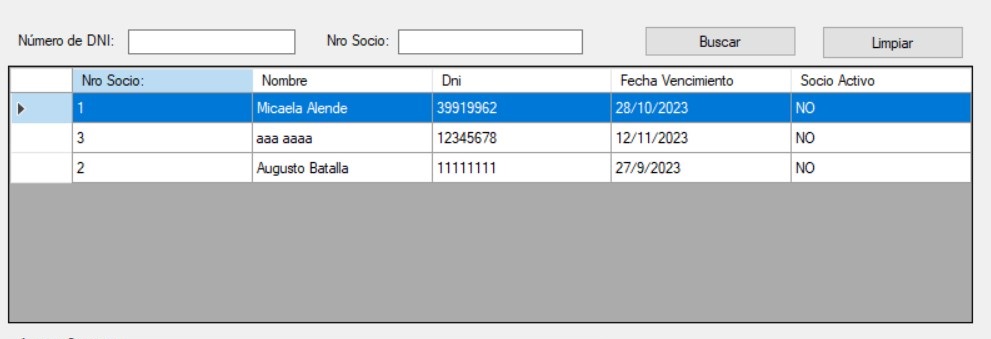 Número de DNI: Nro Socio: Buscar Limpiar
Nro Socio: Nombre Dni Fecha Vencimiento Socio Activo
1 Micaela Alende 39919962 28/10/2023 NO
3 aaa aaaa 12345678 12/11/2023 NO
2 Augusto Batalla 11111111 27/9/2023 NO